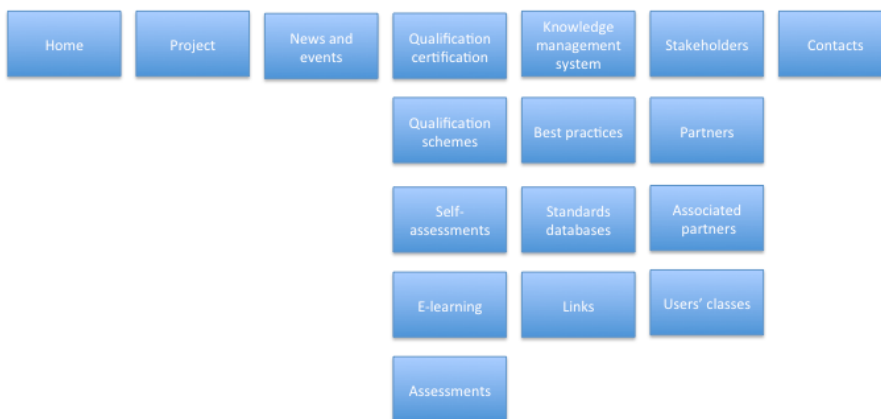 Home
Project
News and
events
Qualification
certification
Knowledge
management
system
Stakeholders
Contacts
Qualification
schemes
Best practices
Partners
Self-
assessments
Standards
databases
Associated
partners
E-learning
Links
Users’ classes
Assessments